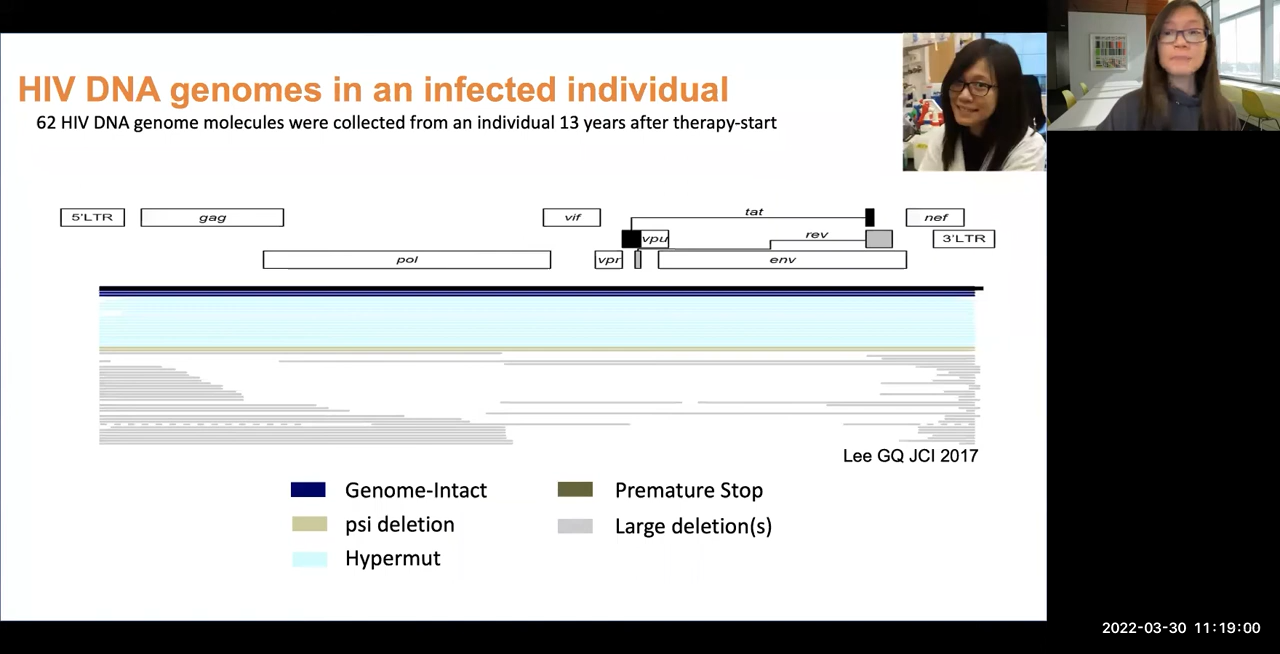 HIV DNA genomes in an infected individual
62 HIV DNA genome molecules were collected from an individual 13 years after therapy-start
5'LTR
gag
vif
tat
nef
vpu
rev
3'LTR
pol
vpr
env
Lee GQ JCI 2017
Genome-Intact
Premature Stop
psi deletion
Large deletion(s)
Hypermut
2022-03-30 11:19:00